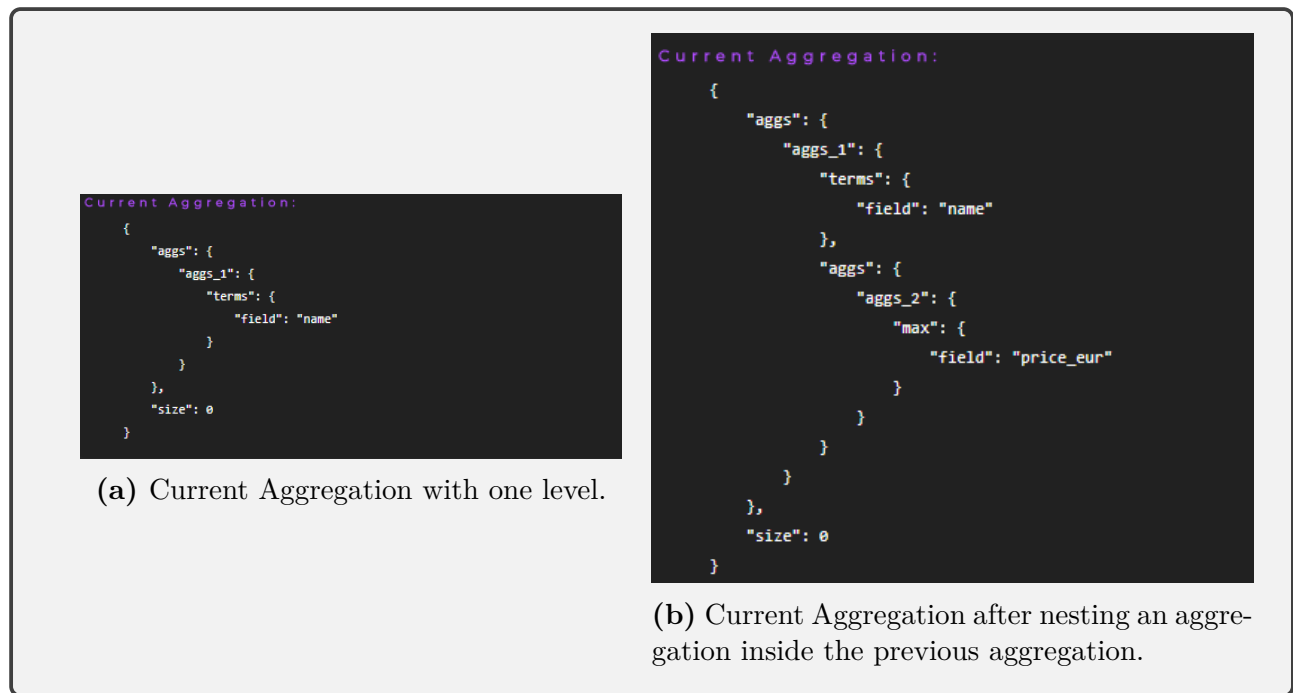 Current Aggregation:
{
"aggs": {
"aggs_1": {
"terms": {
"field": "name"
}
}
},
"size": 0
}
(a) Current Aggregation with one level.
Current Aggregation:
{
"aggs": {
"aggs_1": {
"terms": {
"field": "name"
},
"aggs": {
"aggs_2": {
"max": {
"field": "price_eur"
}
}
}
}
},
"size": 0
}
(b) Current Aggregation after nesting an aggre-
gation inside the previous aggregation.